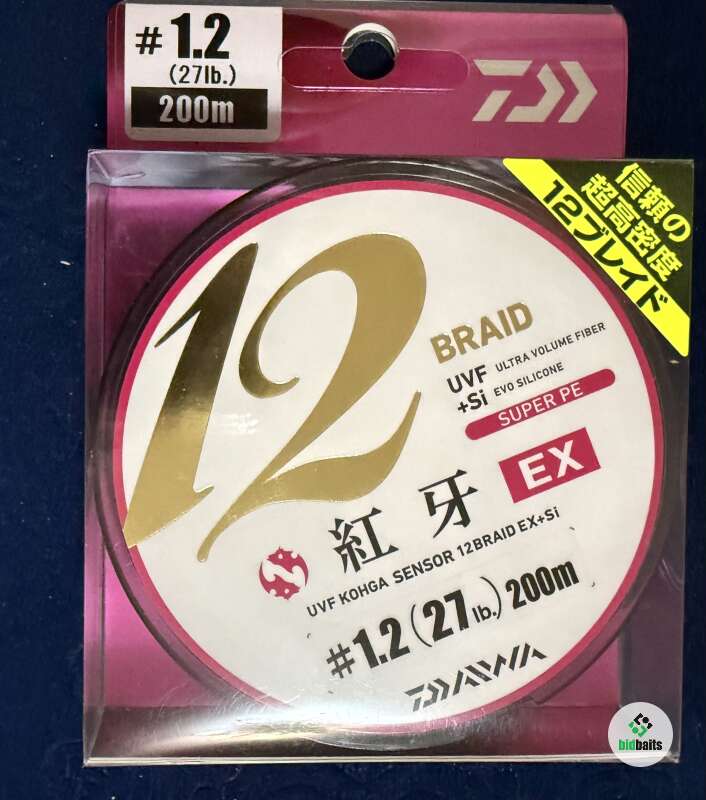 # 1.2
(27lb.)
200m
信頼の
超高密度
12ブレイド
12
BRAID
UVF ULTRA VOLUME FIBER
+Si EVO SILICONE
SUPER PE
紅牙 EX
UVF KOHGA SENSOR 12BRAID EX+Si
#1.2(27lb.)200m
DAIWA
bidbaits